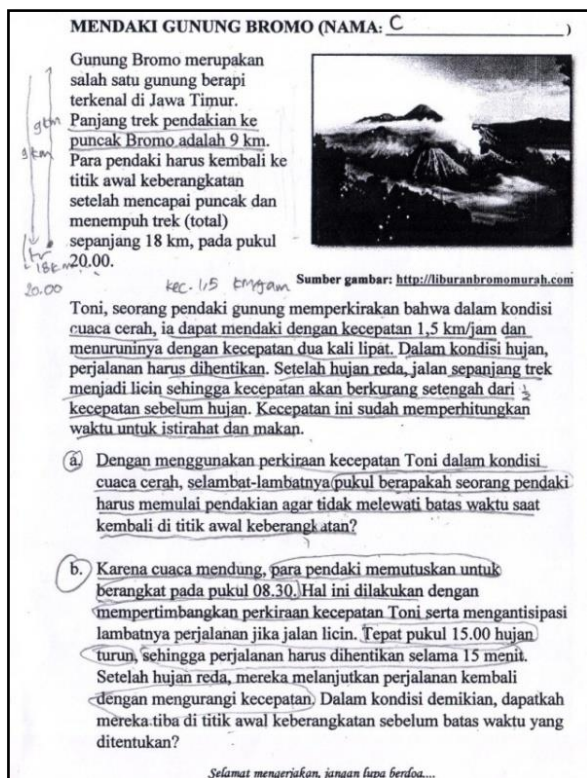 MENDAKI GUNUNG BROMO (NAMA: C )
Gunung Bromo merupakan
salah satu gunung berapi
terkenal di Jawa Timur.
Panjang trek pendakian ke
puncak Bromo adalah 9 km.
Para pendaki harus kembali ke
titik awal keberangkatan
setelah mencapai puncak dan
menempuh trek (total)
sepanjang 18 km, pada pukul
20.00.
9km
9 km
18km
20.00
kec. 1,5 km/jam
Sumber gambar: http://liburanbromomurah.com
Toni, seorang pendaki gunung memperkirakan bahwa dalam kondisi
cuaca cerah, ia dapat mendaki dengan kecepatan 1,5 km/jam dan
menuruninya dengan kecepatan dua kali lipat. Dalam kondisi hujan,
perjalanan harus dihentikan. Setelah hujan reda, jalan sepanjang trek
menjadi licin sehingga kecepatan akan berkurang setengah dari ½
kecepatan sebelum hujan. Kecepatan ini sudah memperhitungkan
waktu untuk istirahat dan makan.
a. Dengan menggunakan perkiraan kecepatan Toni dalam kondisi
cuaca cerah, selambat-lambatnya pukul berapakah seorang pendaki
harus memulai pendakian agar tidak melewati batas waktu saat
kembali di titik awal keberangkatan?
b. Karena cuaca mendung, para pendaki memutuskan untuk
berangkat pada pukul 08.30. Hal ini dilakukan dengan
mempertimbangkan perkiraan kecepatan Toni serta mengantisipasi
lambatnya perjalanan jika jalan licin. Tepat pukul 15.00 hujan
turun, sehingga perjalanan harus dihentikan selama 15 menit.
Setelah hujan reda, mereka melanjutkan perjalanan kembali
dengan mengurangi kecepatan. Dalam kondisi demikian, dapatkah
mereka tiba di titik awal keberangkatan sebelum batas waktu yang
ditentukan?
Selamat mengerjakan, jangan lupa berdoa....